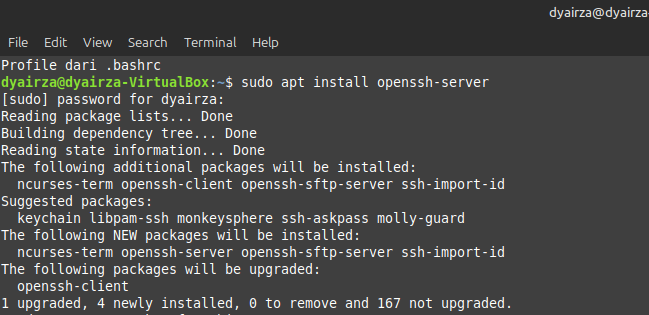 dyairza@dyairza-
File Edit View Search Terminal Help
Profile dari .bashrc
dyairza@dyairza-VirtualBox:~$ sudo apt install openssh-server
[sudo] password for dyairza:
Reading package lists... Done
Building dependency tree... Done
Reading state information... Done
The following additional packages will be installed:
  ncurses-term openssh-client openssh-sftp-server ssh-import-id
Suggested packages:
  keychain libpam-ssh monkeysphere ssh-askpass molly-guard
The following NEW packages will be installed:
  ncurses-term openssh-server openssh-sftp-server ssh-import-id
The following packages will be upgraded:
  openssh-client
1 upgraded, 4 newly installed, 0 to remove and 167 not upgraded.